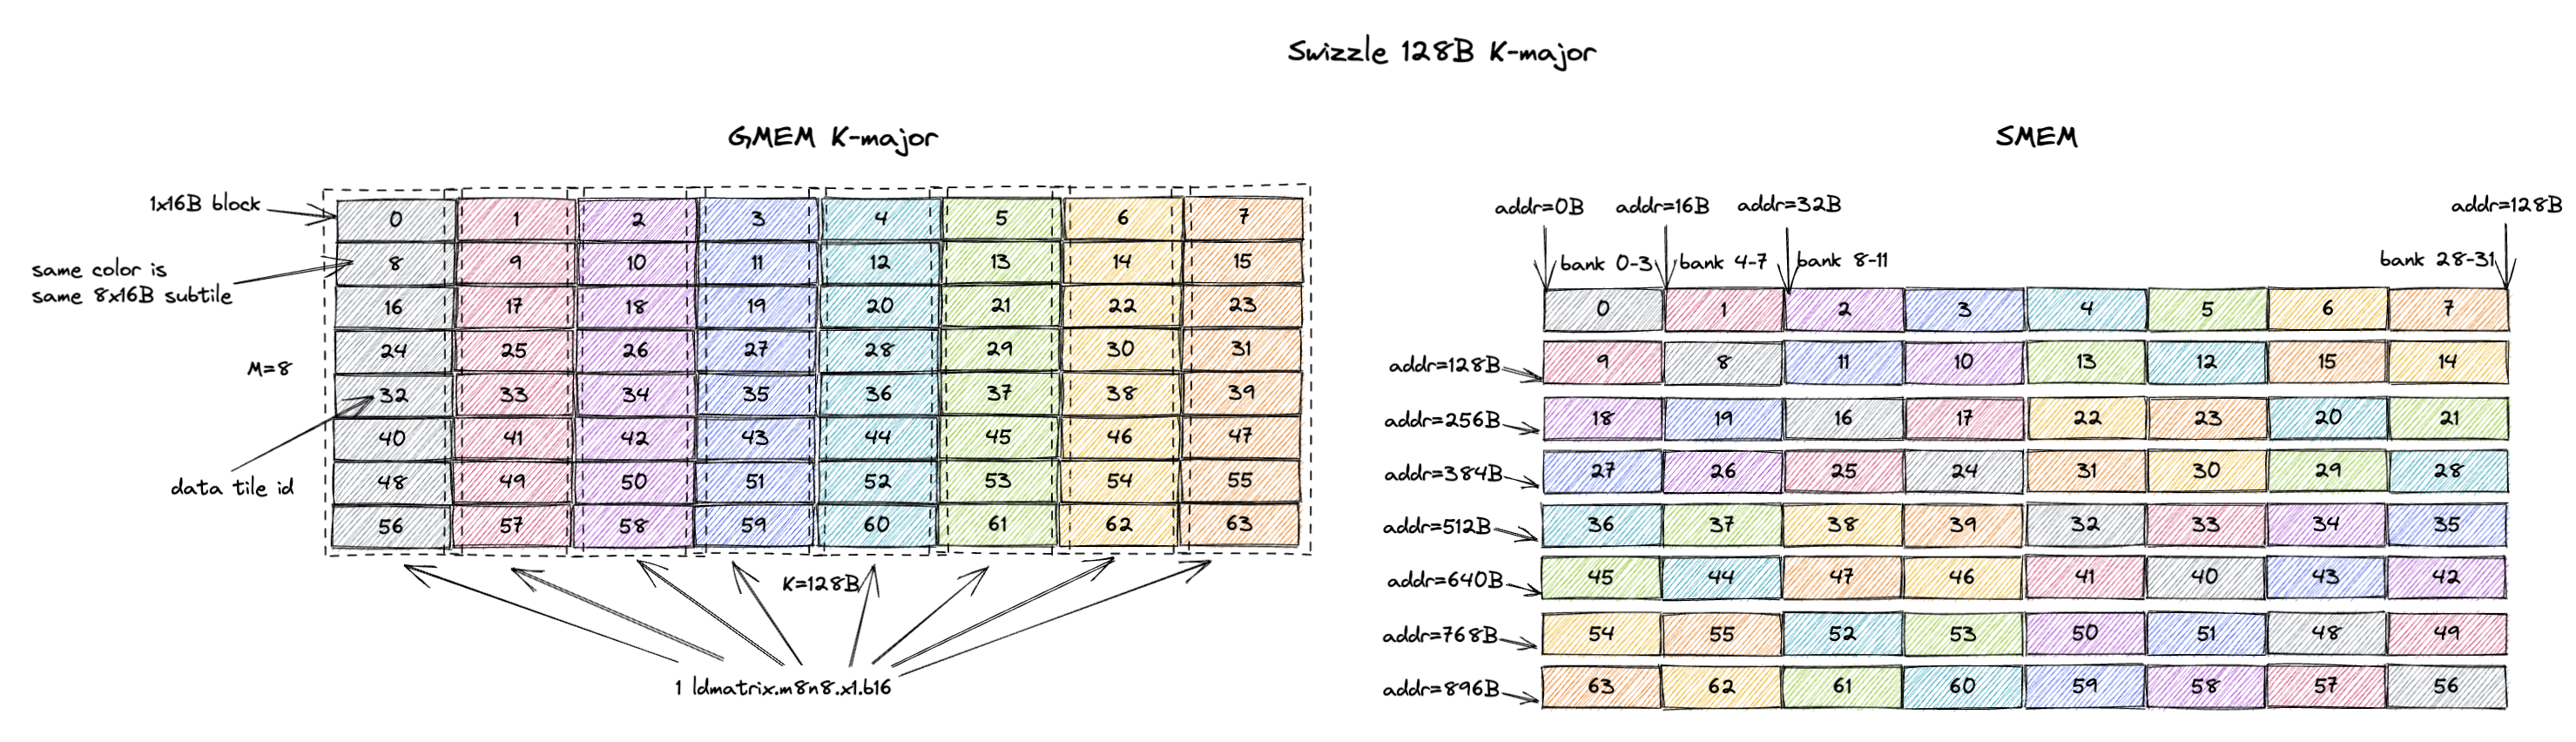 Swizzle 128B K-major
GMEM K-major
1x16B block
same color is
same 8x16B subtile
M=8
data tile id
0 1 2 3 4 5 6 7
8 9 10 11 12 13 14 15
16 17 18 19 20 21 22 23
24 25 26 27 28 29 30 31
32 33 34 35 36 37 38 39
40 41 42 43 44 45 46 47
48 49 50 51 52 53 54 55
56 57 58 59 60 61 62 63
K=128B
1 ldmatrix.m8n8.x1.b16
SMEM
addr=0B addr=16B addr=32B addr=128B
bank 0-3 bank 4-7 bank 8-11 bank 28-31
0 1 2 3 4 5 6 7
addr=128B 9 8 11 10 13 12 15 14
addr=256B 18 19 16 17 22 23 20 21
addr=384B 27 26 25 24 31 30 29 28
addr=512B 36 37 38 39 32 33 34 35
addr=640B 45 44 47 46 41 40 43 42
addr=768B 54 55 52 53 50 51 48 49
addr=896B 63 62 61 60 59 58 57 56